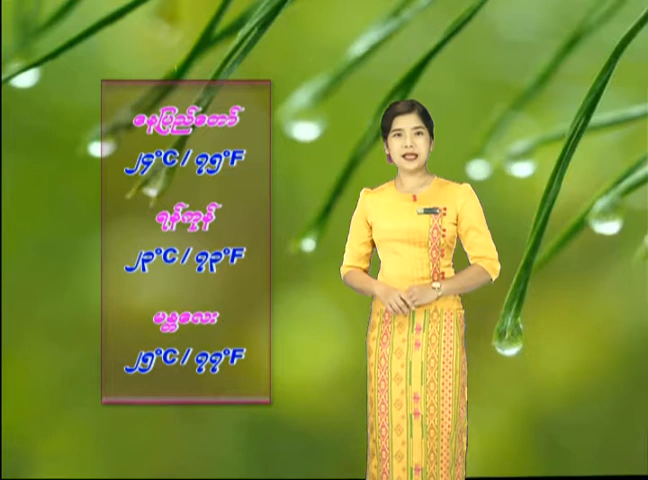 နေပြည်တော်
၂၄°C / ၇၅°F
ရန်ကုန်
၂၃°C / ၇၃°F
မန္တလေး
၂၅°C / ၇၇°F